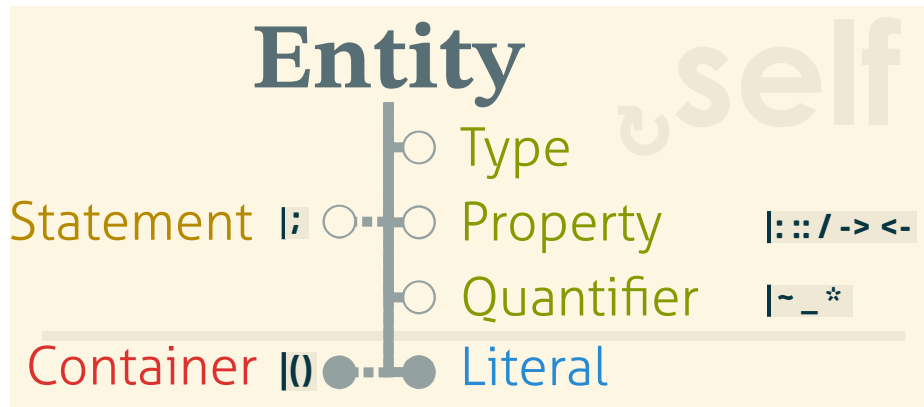 Entity
self
Type
Statement |; Property |: :: / -> <-
Quantifier |~ _ *
Container |() Literal